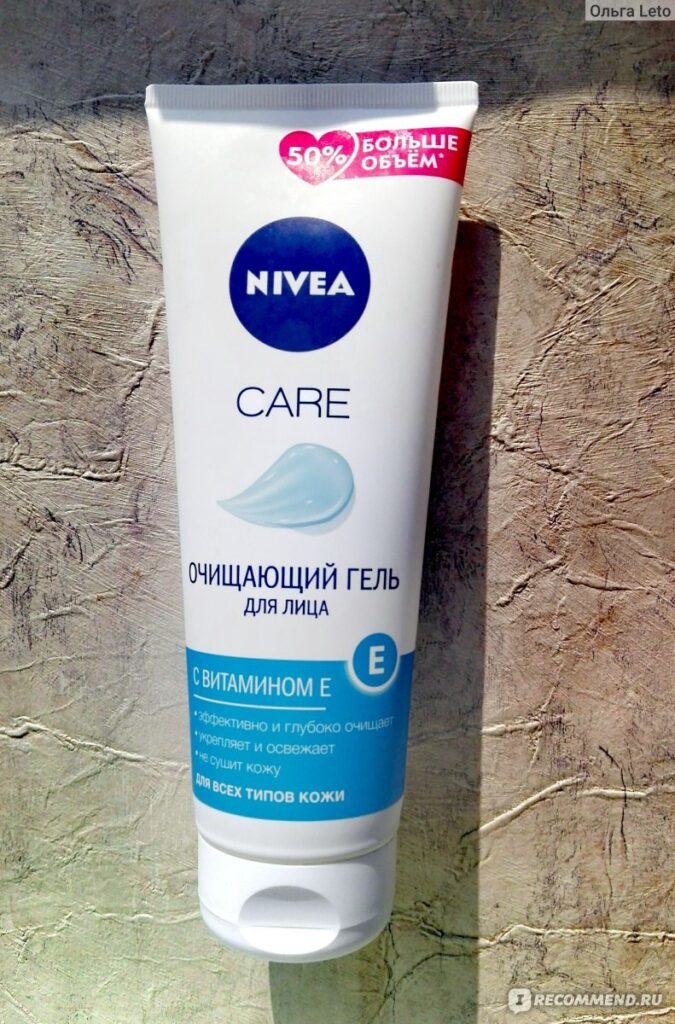 Ольга Leto
50% БОЛЬШЕ
ОБЪЁМ*
NIVEA
CARE
ОЧИЩАЮЩИЙ ГЕЛЬ
ДЛЯ ЛИЦА
E
С ВИТАМИНОМ Е
• эффективно и глубоко очищает
• укрепляет и освежает
• не сушит кожу
ДЛЯ ВСЕХ ТИПОВ КОЖИ
IRECOMMEND.RU